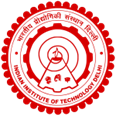 भारतीय प्रौद्योगिकी संस्थान दिल्ली
INDIAN INSTITUTE OF TECHNOLOGY DELHI